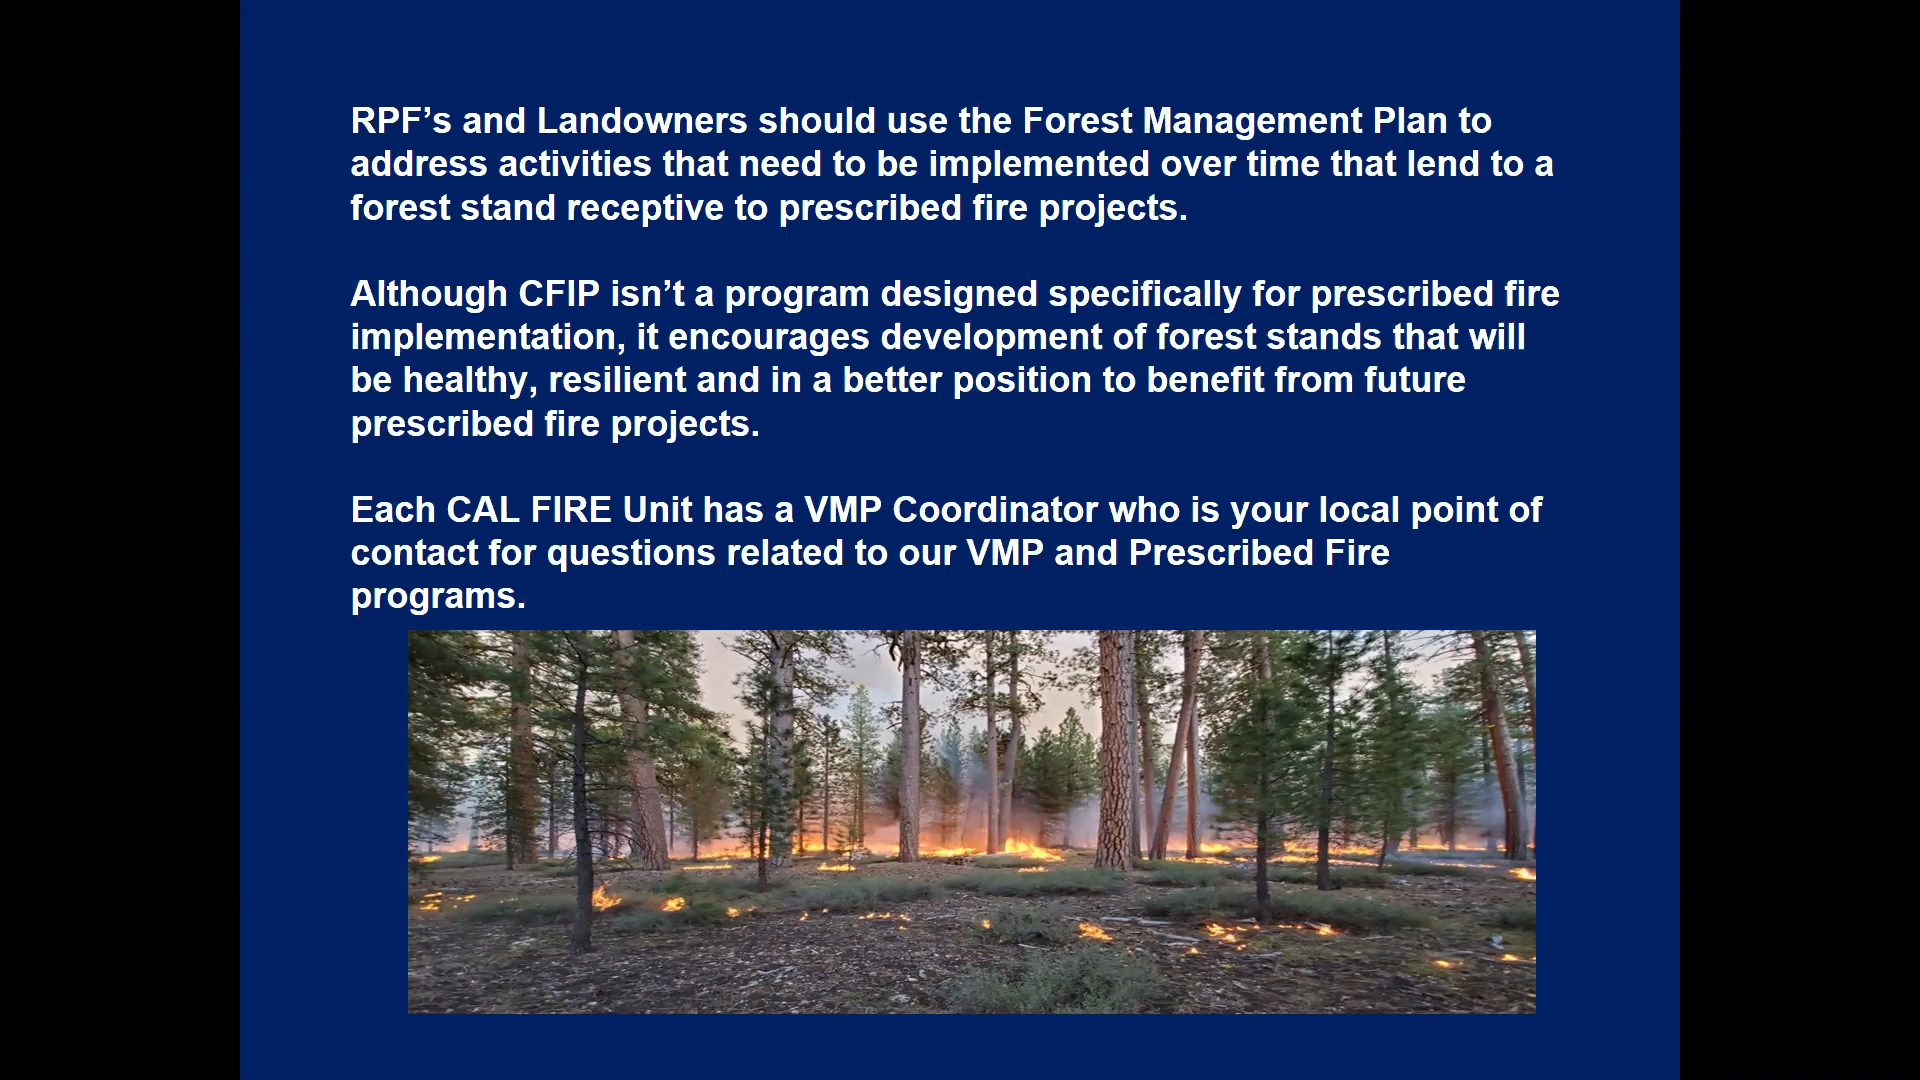 RPF’s and Landowners should use the Forest Management Plan to
address activities that need to be implemented over time that lend to a
forest stand receptive to prescribed fire projects.
Although CFIP isn’t a program designed specifically for prescribed fire
implementation, it encourages development of forest stands that will
be healthy, resilient and in a better position to benefit from future
prescribed fire projects.
Each CAL FIRE Unit has a VMP Coordinator who is your local point of
contact for questions related to our VMP and Prescribed Fire
programs.